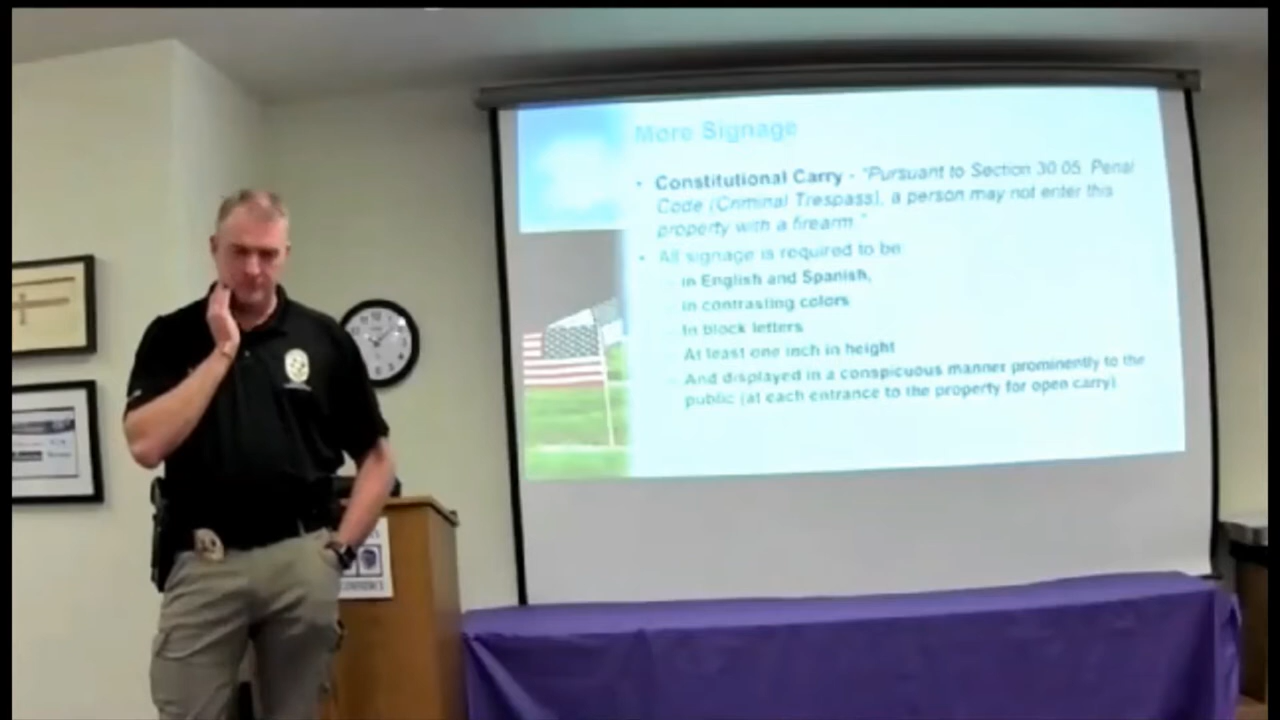 More Signage
• Constitutional Carry - "Pursuant to Section 30.05, Penal
Code (Criminal Trespass), a person may not enter this
property with a firearm."
• All signage is required to be:
- in English and Spanish,
- in contrasting colors
- In block letters
- At least one inch in height
- And displayed in a conspicuous manner prominently to the
public (at each entrance to the property for open carry)